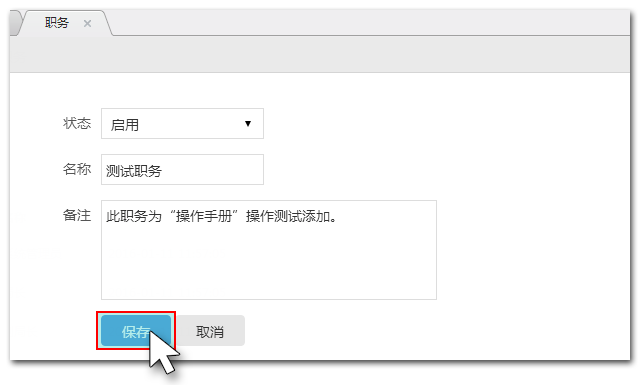 职务 ×
状态 启用
名称 测试职务
备注 此职务为“操作手册”操作测试添加。
保存 取消